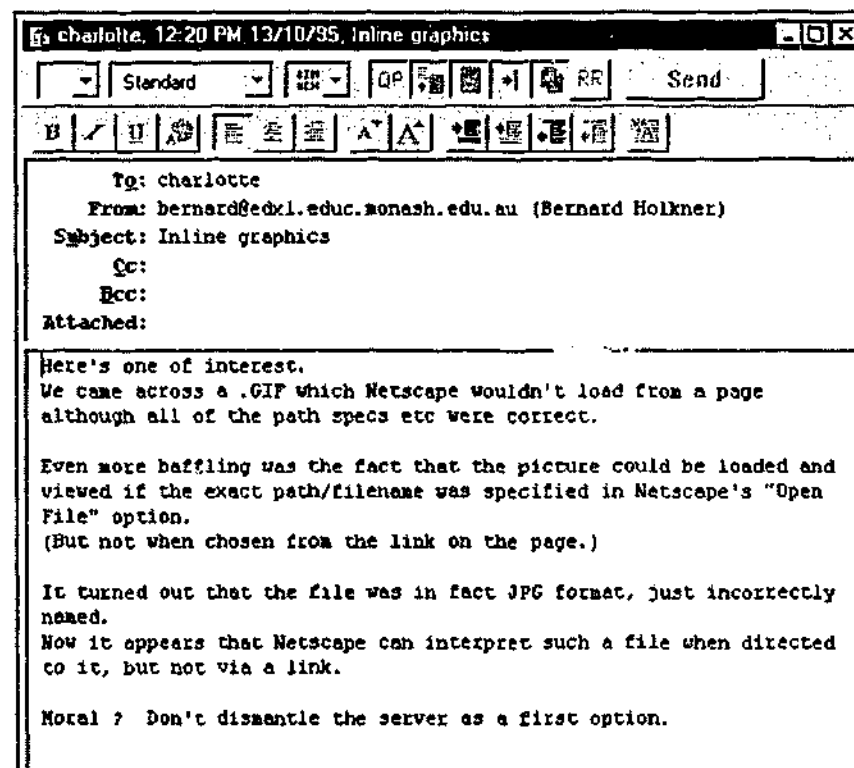 charlotte, 12:20 PM 13/10/95, Inline graphics
Standard QP RR Send
B I U A A
To: charlotte
From: bernard@edx1.educ.monash.edu.au (Bernard Holkner)
Subject: Inline graphics
Cc:
Bcc:
Attached:
Here's one of interest.
We came across a .GIF which Netscape wouldn't load from a page
although all of the path specs etc were correct.
Even more baffling was the fact that the picture could be loaded and
viewed if the exact path/filename was specified in Netscape's "Open
File" option.
(But not when chosen from the link on the page.)
It turned out that the file was in fact JPG format, just incorrectly
named.
Now it appears that Netscape can interpret such a file when directed
to it, but not via a link.
Moral ? Don't dismantle the server as a first option.